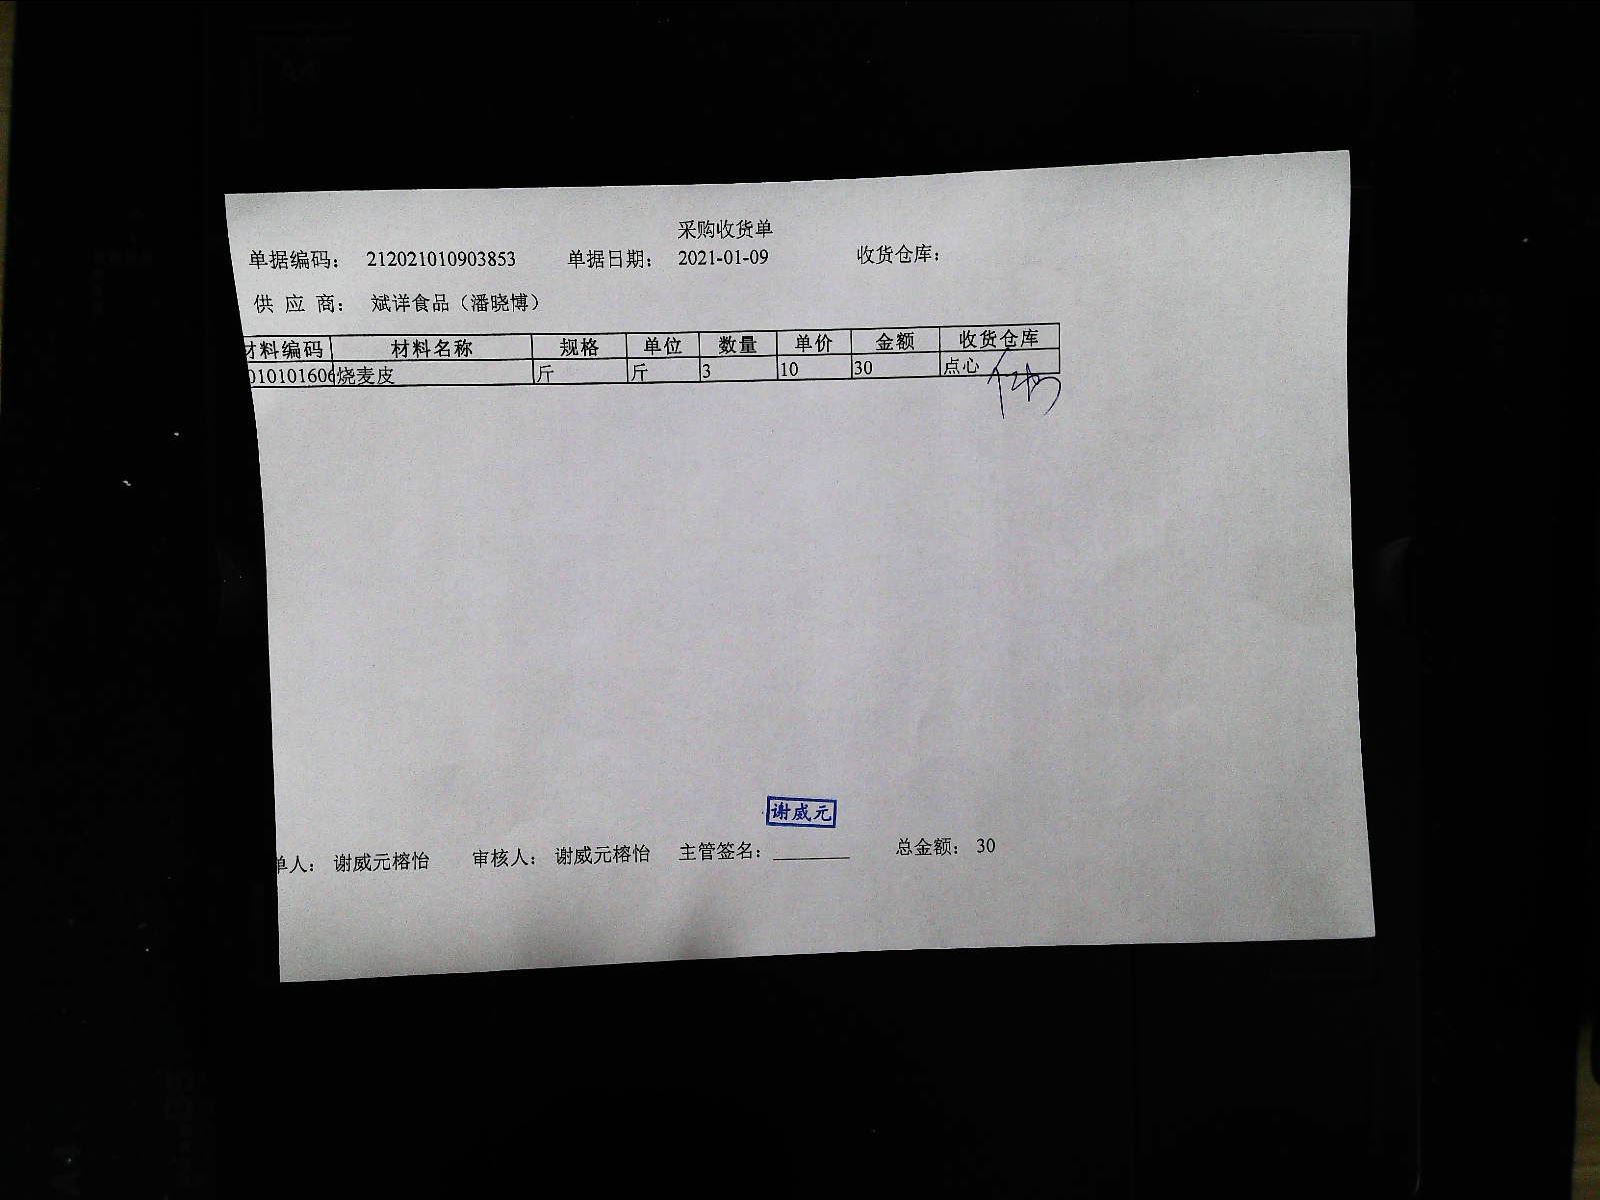 采购收货单
单据编码： 212021010903853 单据日期： 2021-01-09 收货仓库：
供 应 商： 斌详食品（潘晓博）
材料编码 材料名称 规格 单位 数量 单价 金额 收货仓库
010101606 烧麦皮 斤 斤 3 10 30 点心
谢威元
单人： 谢威元榕怡 审核人： 谢威元榕怡 主管签名：________ 总金额： 30